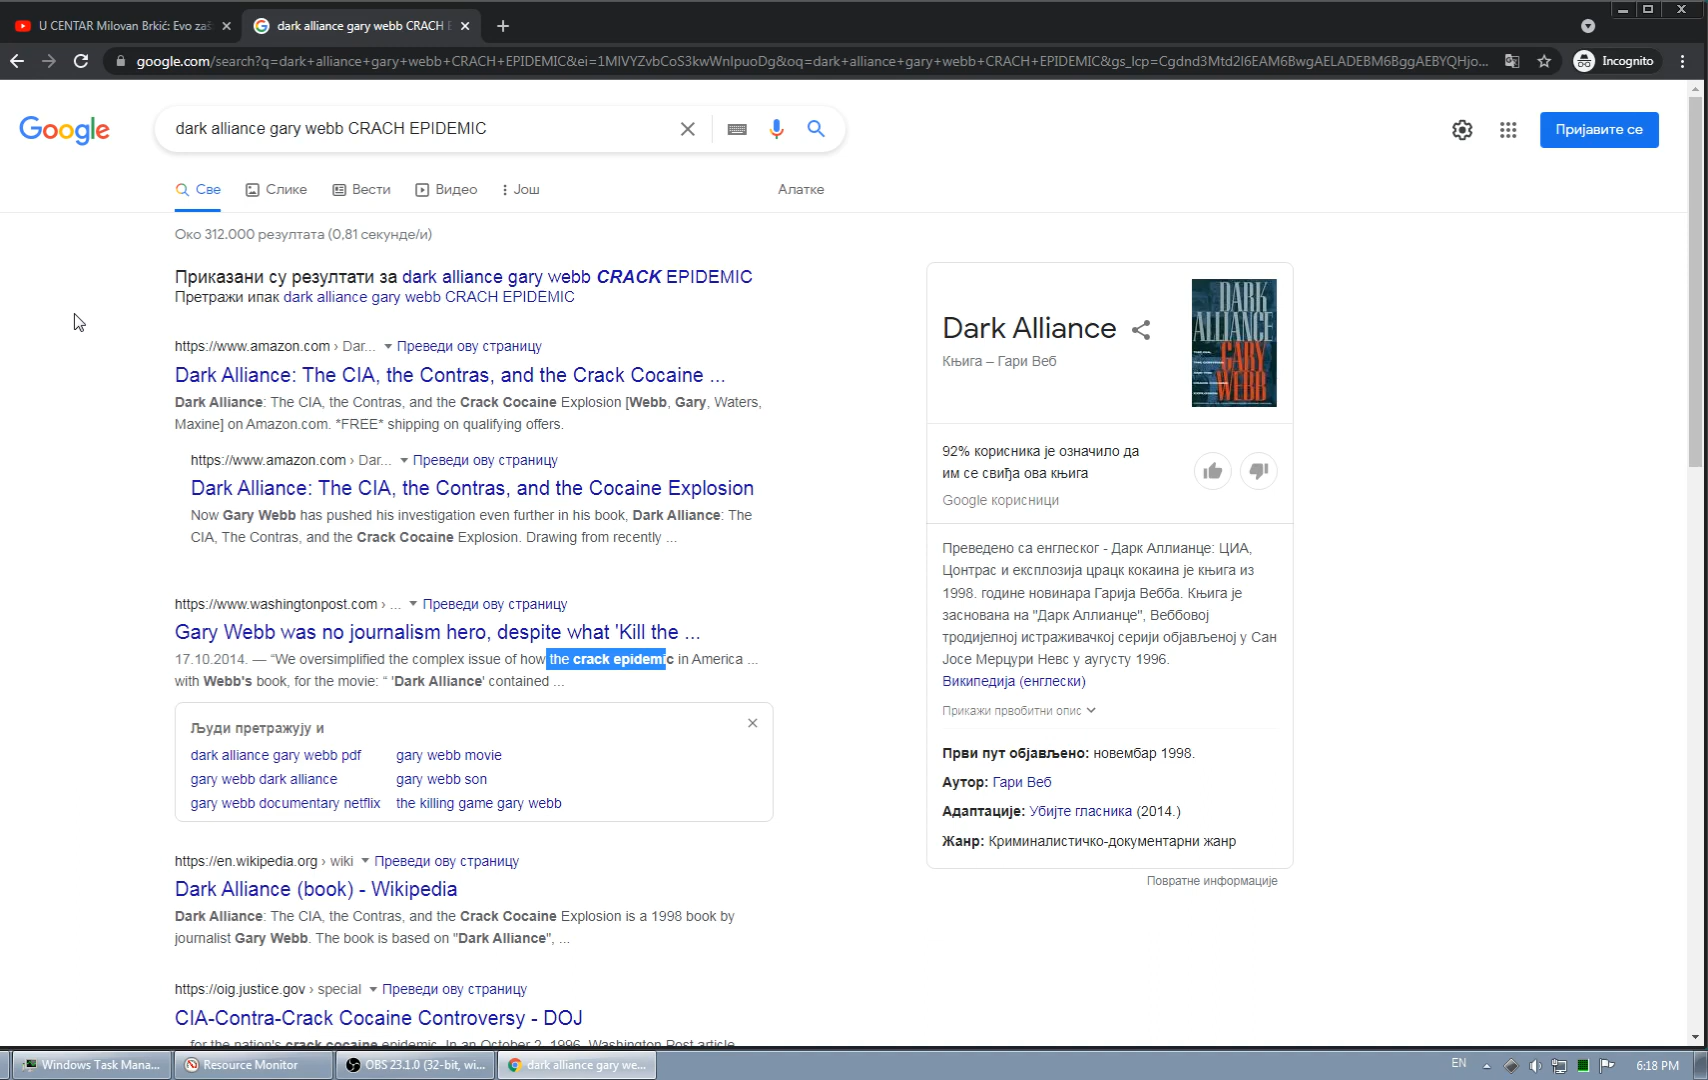 U CENTAR Milovan Brkić: Evo zaš
dark alliance gary webb CRACH E
google.com/search?q=dark+alliance+gary+webb+CRACH+EPIDEMIC&ei=1MlVYZvbCoS3kwWnlpuoDg&oq=dark+alliance+gary+webb+CRACH+EPIDEMIC&gs_lcp=Cgdnd3Mtd2l6EAM6BwgAELADEBM6BggAEBYQHjo...
Incognito
Google
dark alliance gary webb CRACH EPIDEMIC
Пријавите се
Све
Слике
Вести
Видео
Још
Алатке
Око 312.000 резултата (0,81 секунде/и)
Приказани су резултати за dark alliance gary webb CRACK EPIDEMIC
Претражи ипак dark alliance gary webb CRACH EPIDEMIC
https://www.amazon.com › Dar... Преведи ову страницу
Dark Alliance: The CIA, the Contras, and the Crack Cocaine ...
Dark Alliance: The CIA, the Contras, and the Crack Cocaine Explosion [Webb, Gary, Waters,
Maxine] on Amazon.com. *FREE* shipping on qualifying offers.
https://www.amazon.com › Dar... Преведи ову страницу
Dark Alliance: The CIA, the Contras, and the Cocaine Explosion
Now Gary Webb has pushed his investigation even further in his book, Dark Alliance: The
CIA, The Contras, and the Crack Cocaine Explosion. Drawing from recently ...
https://www.washingtonpost.com › ... Преведи ову страницу
Gary Webb was no journalism hero, despite what 'Kill the ...
17.10.2014. — “We oversimplified the complex issue of how the crack epidemic in America ...
with Webb's book, for the movie: “ 'Dark Alliance' contained ...
Људи претражују и
dark alliance gary webb pdf
gary webb movie
gary webb dark alliance
gary webb son
gary webb documentary netflix
the killing game gary webb
https://en.wikipedia.org › wiki Преведи ову страницу
Dark Alliance (book) - Wikipedia
Dark Alliance: The CIA, the Contras, and the Crack Cocaine Explosion is a 1998 book by
journalist Gary Webb. The book is based on "Dark Alliance", ...
https://oig.justice.gov › special Преведи ову страницу
CIA-Contra-Crack Cocaine Controversy - DOJ
for the nation's crack cocaine epidemic. In an October 2, 1996, Washington Post article
Dark Alliance
Књига – Гари Веб
DARK
ALLIANCE
GARY
WEBB
92% корисника је означило да
им се свиђа ова књига
Google корисници
Преведено са енглеског - Дарк Аллианце: ЦИА,
Цонтрас и експлозија црацк кокаина је књига из
1998. године новинара Гарија Вебба. Књига је
заснована на "Дарк Аллианце", Веббовој
тродијелној истраживачкој серији објављеној у Сан
Јосе Мерцури Невс у аугусту 1996.
Википедија (енглески)
Прикажи првобитни опис
Први пут објављено: новембар 1998.
Аутор: Гари Веб
Адаптације: Убијте гласника (2014.)
Жанр: Криминалистичко-документарни жанр
Повратне информације
Windows Task Mana...
Resource Monitor
OBS 23.1.0 (32-bit, wi...
dark alliance gary we...
EN
6:18 PM